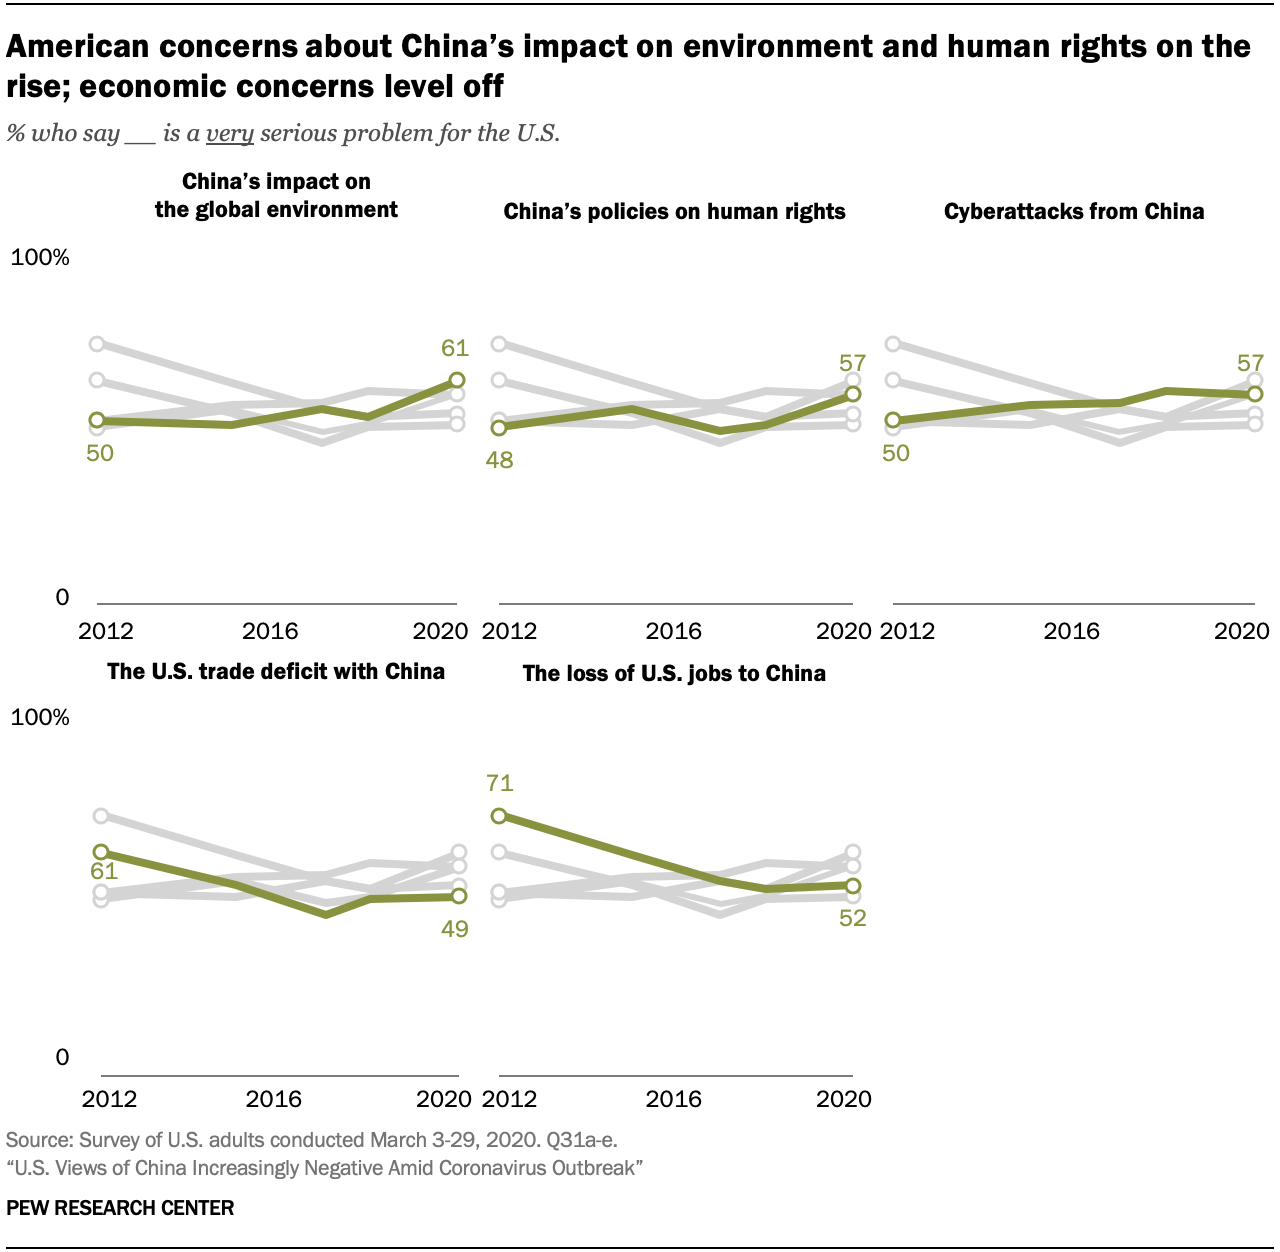 American concerns about China’s impact on environment and human rights on the
rise; economic concerns level off
% who say __ is a very serious problem for the U.S.
China’s impact on
the global environment
China’s policies on human rights
Cyberattacks from China
100%
61
57
57
50
48
50
0
2012 2016 2020 2012 2016 2020 2012 2016 2020
The U.S. trade deficit with China
The loss of U.S. jobs to China
100%
71
61
49
52
0
2012 2016 2020 2012 2016 2020
Source: Survey of U.S. adults conducted March 3-29, 2020. Q31a-e.
“U.S. Views of China Increasingly Negative Amid Coronavirus Outbreak”
PEW RESEARCH CENTER